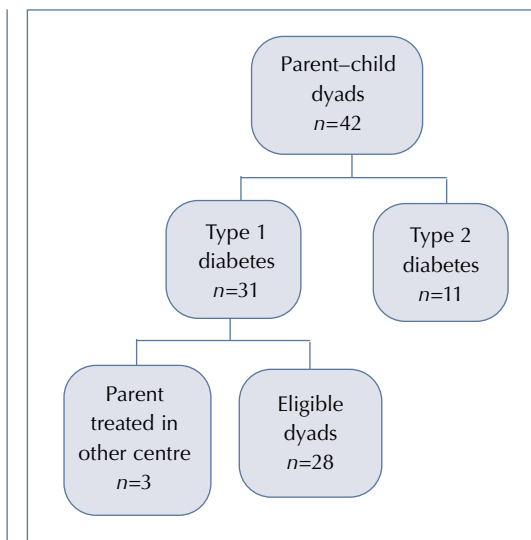 Parent–child
dyads
n=42
Type 1
diabetes
n=31
Type 2
diabetes
n=11
Parent
treated in
other centre
n=3
Eligible
dyads
n=28